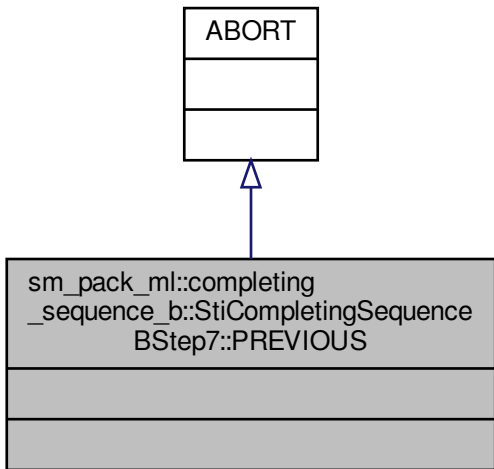 ABORT
sm_pack_ml::completing
_sequence_b::StiCompletingSequence
BStep7::PREVIOUS